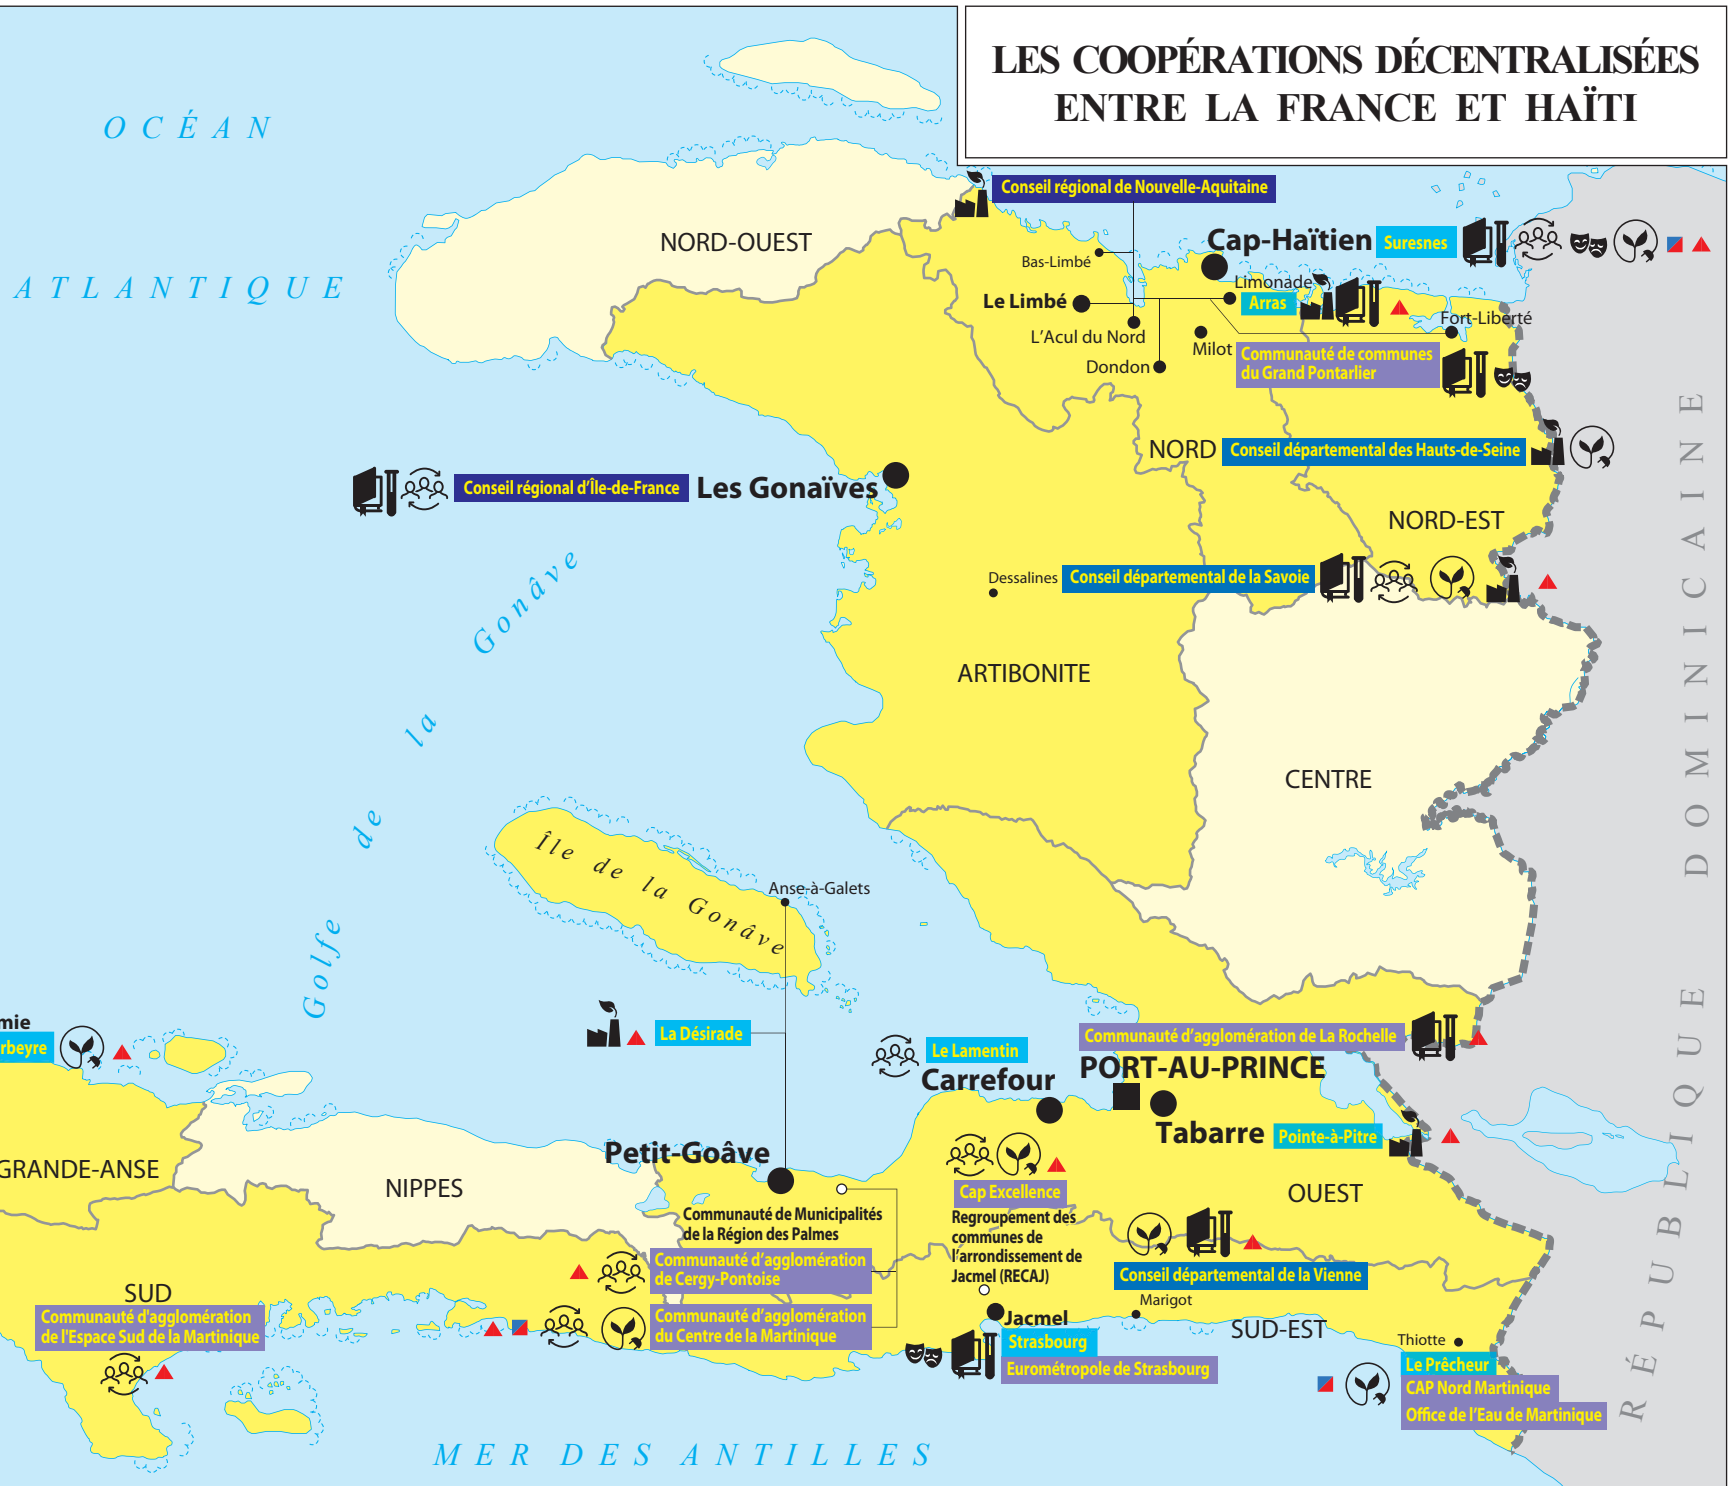 LES COOPÉRATIONS DÉCENTRALISÉES
ENTRE LA FRANCE ET HAÏTI
OCÉAN
ATLANTIQUE
NORD-OUEST
Conseil régional de Nouvelle-Aquitaine
Cap-Haïtien
Suresnes
Bas-Limbé
Limonade
Arras
Le Limbé
L'Acul du Nord
Fort-Liberté
Milot
Dondon
Communauté de communes
du Grand Pontarlier
NORD
Conseil départemental des Hauts-de-Seine
Conseil régional d'Île-de-France
Les Gonaïves
NORD-EST
Dessalines
Conseil départemental de la Savoie
Golfe de la Gonâve
ARTIBONITE
CENTRE
RÉPUBLIQUE DOMINICAINE
Île de la Gonâve
Anse-à-Galets
mie
rbeyre
La Désirade
Le Lamentin
Carrefour
Communauté d'agglomération de La Rochelle
PORT-AU-PRINCE
Tabarre
Pointe-à-Pitre
Petit-Goâve
GRANDE-ANSE
NIPPES
OUEST
Cap Excellence
Regroupement des
communes de
l'arrondissement de
Jacmel (RECAJ)
Communauté de Municipalités
de la Région des Palmes
Communauté d'agglomération
de Cergy-Pontoise
Communauté d'agglomération
du Centre de la Martinique
Conseil départemental de la Vienne
SUD
Communauté d'agglomération
de l'Espace Sud de la Martinique
Marigot
Jacmel
Strasbourg
Eurométropole de Strasbourg
SUD-EST
Thiotte
Le Prêcheur
CAP Nord Martinique
Office de l'Eau de Martinique
MER DES ANTILLES